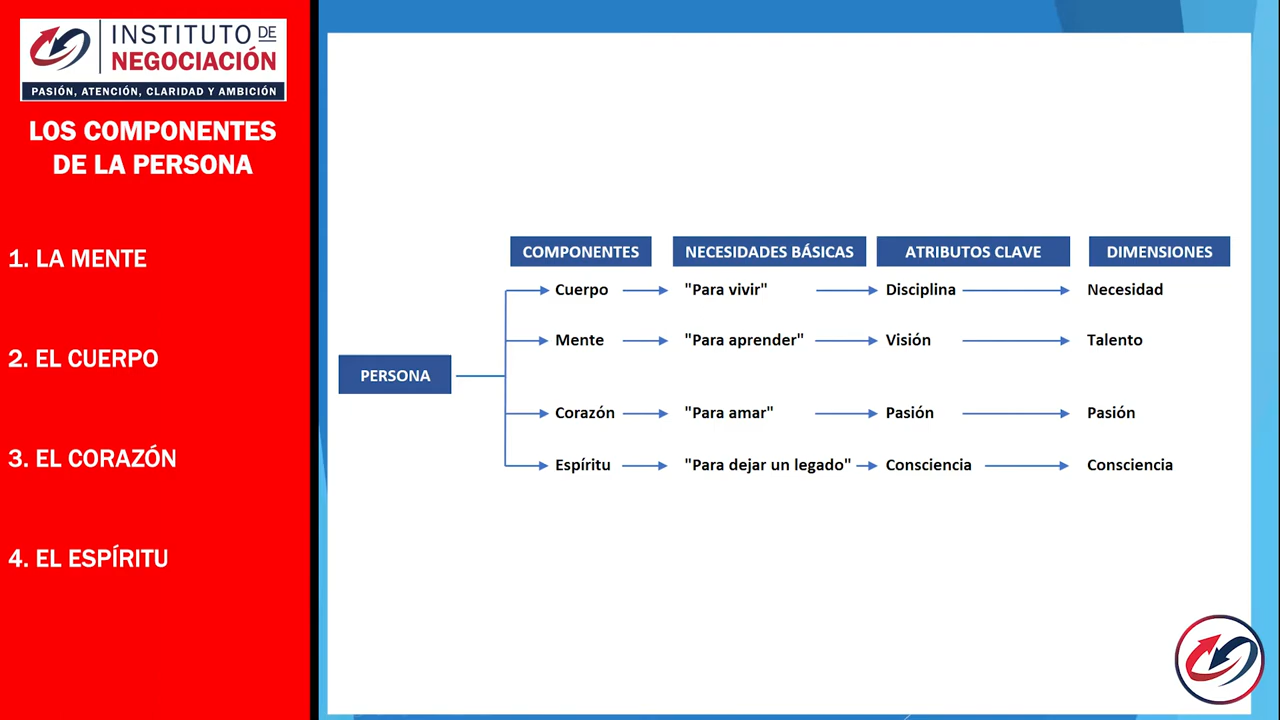 INSTITUTO DE
NEGOCIACIÓN
PASIÓN, ATENCIÓN, CLARIDAD Y AMBICIÓN
LOS COMPONENTES
DE LA PERSONA
1. LA MENTE
2. EL CUERPO
3. EL CORAZÓN
4. EL ESPÍRITU
COMPONENTES NECESIDADES BÁSICAS ATRIBUTOS CLAVE DIMENSIONES
Cuerpo "Para vivir" Disciplina Necesidad
Mente "Para aprender" Visión Talento
PERSONA
Corazón "Para amar" Pasión Pasión
Espíritu "Para dejar un legado" Consciencia Consciencia